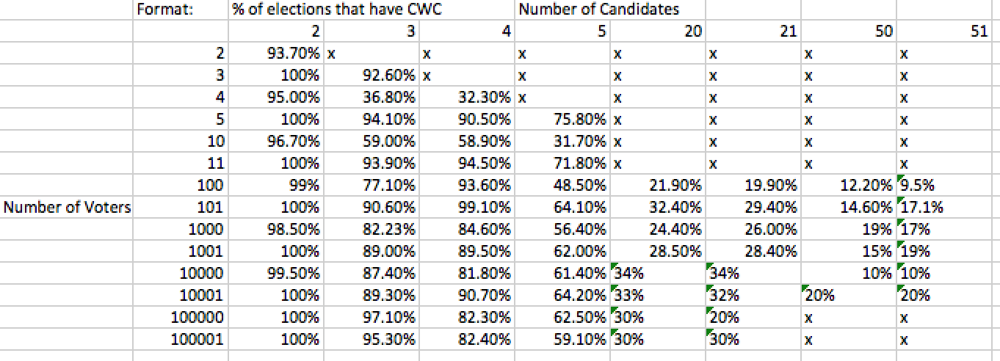 Format: % of elections that have CWC Number of Candidates
2 3 4 5 20 21 50 51
2 93.70% x x x x x x x
3 100% 92.60% x x x x x x
4 95.00% 36.80% 32.30% x x x x x
5 100% 94.10% 90.50% 75.80% x x x x
10 96.70% 59.00% 58.90% 31.70% x x x x
11 100% 93.90% 94.50% 71.80% x x x x
100 99% 77.10% 93.60% 48.50% 21.90% 19.90% 12.20% 9.5%
Number of Voters 101 100% 90.60% 99.10% 64.10% 32.40% 29.40% 14.60% 17.1%
1000 98.50% 82.23% 84.60% 56.40% 24.40% 26.00% 19% 17%
1001 100% 89.00% 89.50% 62.00% 28.50% 28.40% 15% 19%
10000 99.50% 87.40% 81.80% 61.40% 34% 34% 10% 10%
10001 100% 89.30% 90.70% 64.20% 33% 32% 20% 20%
100000 100% 97.10% 82.30% 62.50% 30% 20% x x
100001 100% 95.30% 82.40% 59.10% 30% 30% x x